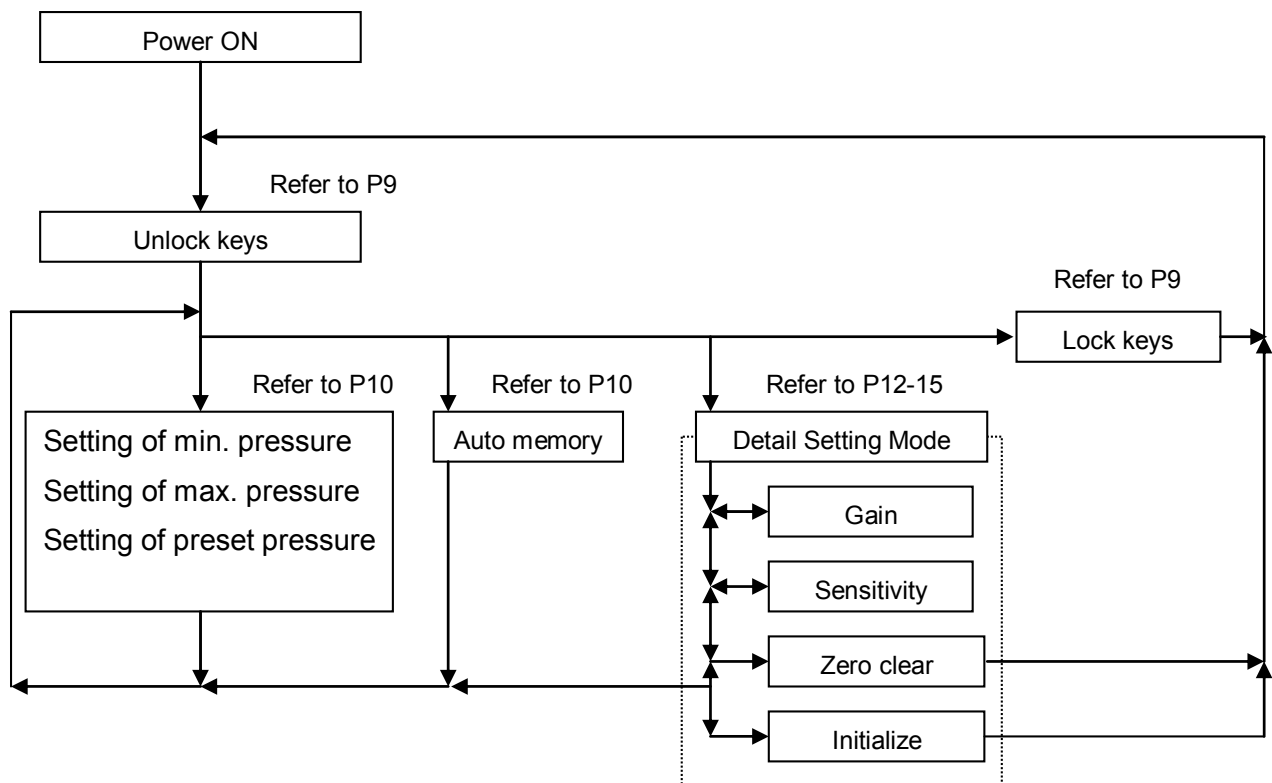 Power ON
Refer to P9
Unlock keys
Refer to P9
Lock keys
Refer to P10
Refer to P10
Refer to P12-15
Setting of min. pressure
Setting of max. pressure
Setting of preset pressure
Auto memory
Detail Setting Mode
Gain
Sensitivity
Zero clear
Initialize